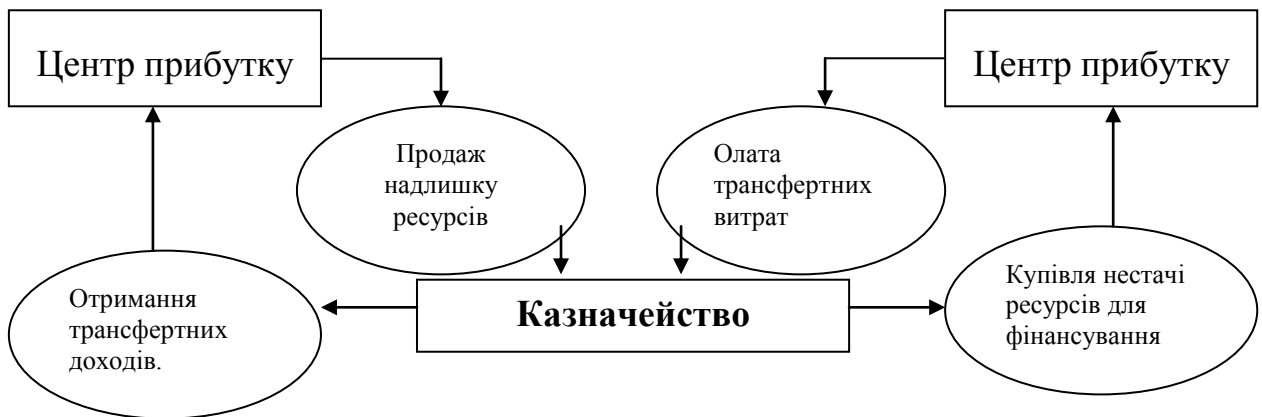 Центр прибутку
Центр прибутку
Продаж
надлишку
ресурсів
Олата
трансфертних
витрат
Отримання
трансфертних
доходів.
Казначейство
Купівля нестачі
ресурсів для
фінансування